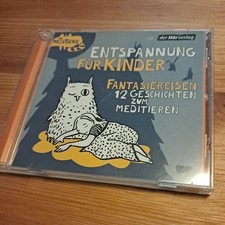 der Hörverlag
ENTSPANNUNG
FÜR KINDER
FANTASIEREISEN
12 GESCHICHTEN
ZUM
MEDITIEREN